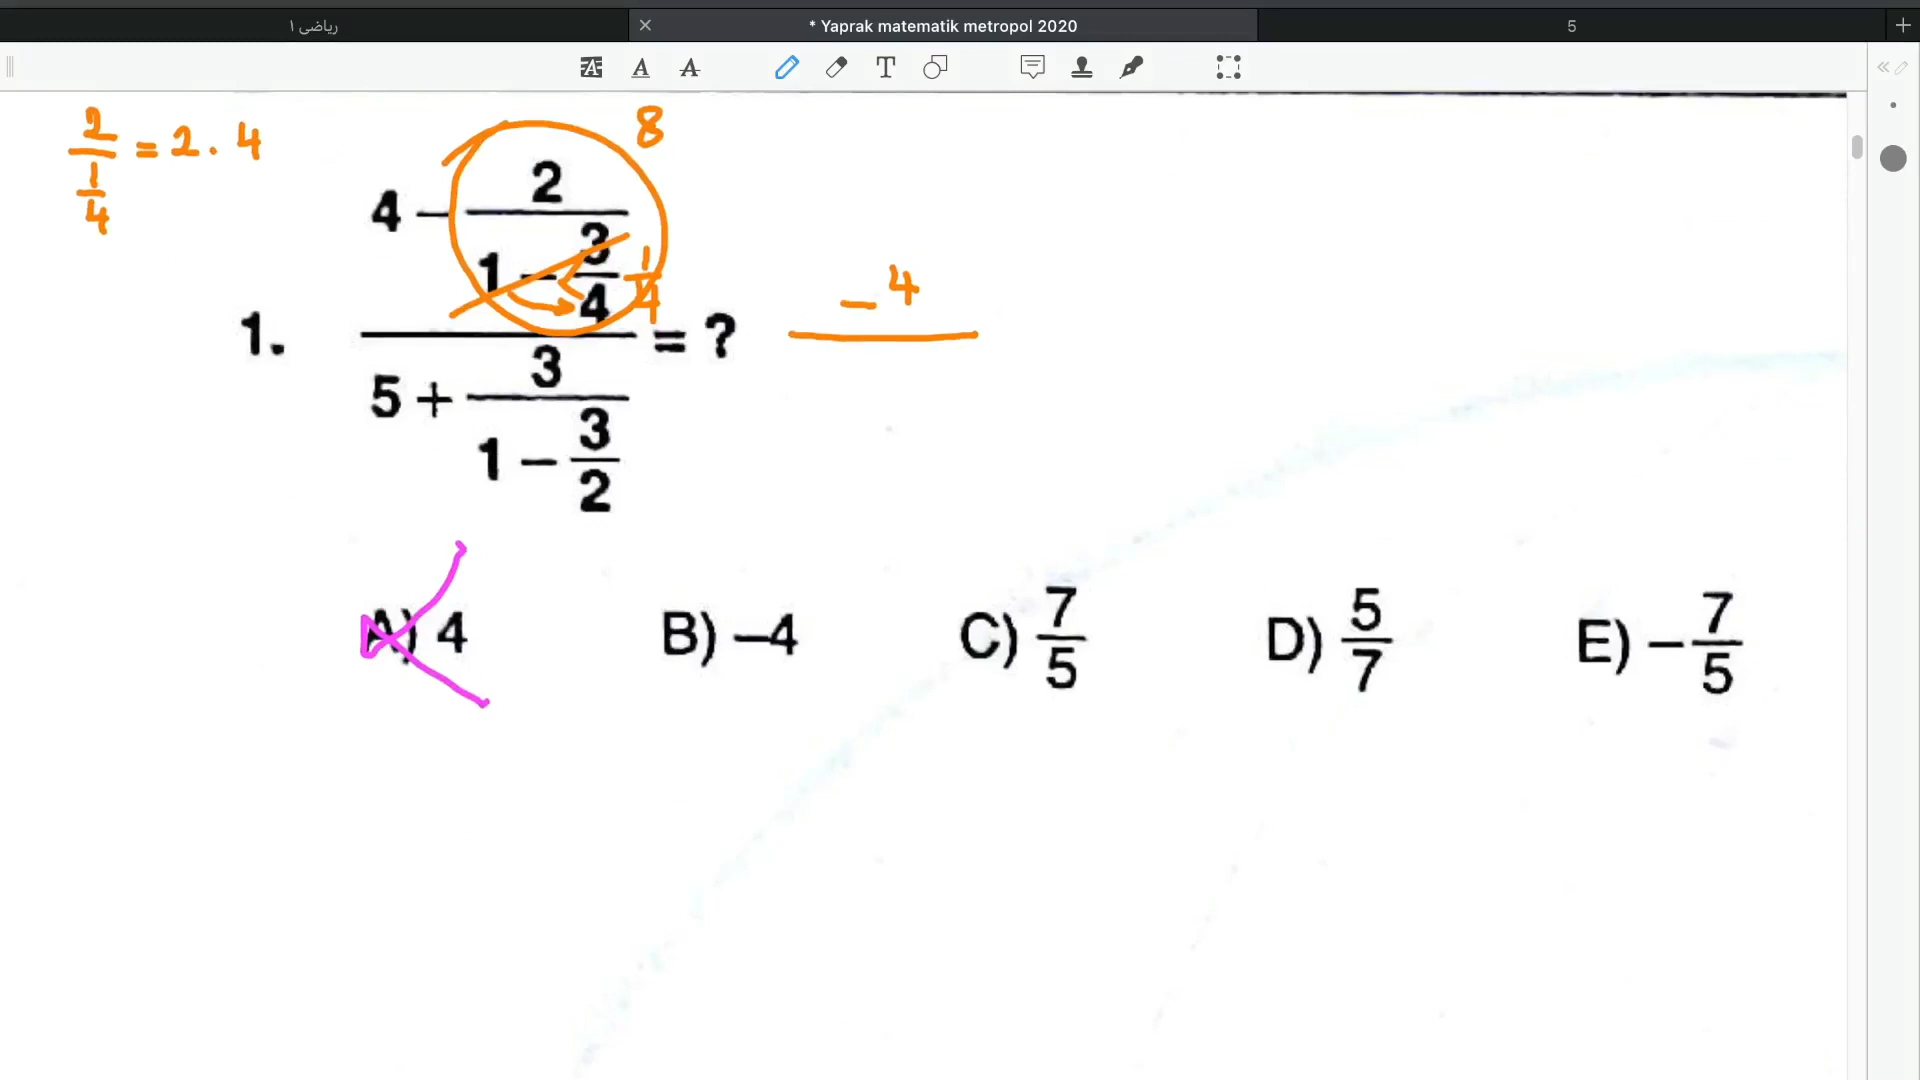 ریاضی ۱
* Yaprak matematik metropol 2020
5
2/(1/4) = 2 . 4
8
1. (4 − 2/(1 − 3/4)) / (5 + 3/(1 − 3/2)) = ?
1/4
−4
A) 4 B) −4 C) 7/5 D) 5/7 E) −7/5